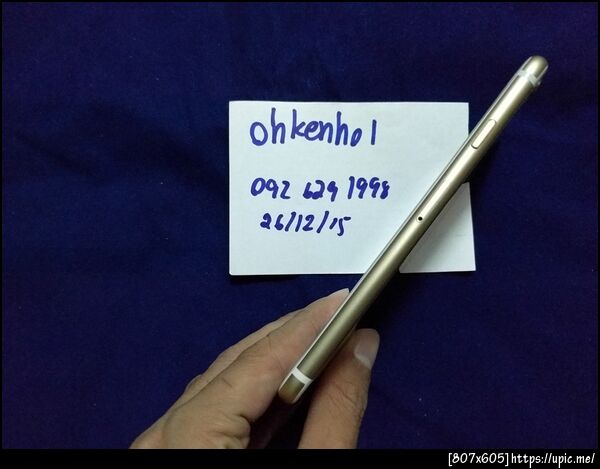 ohkenho1
092 629 1998
26/12/15
[807x605]https://upic.me/